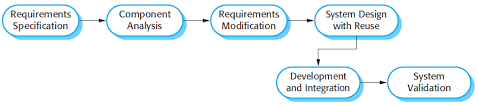 Requirements
Specification
Component
Analysis
Requirements
Modification
System Design
with Reuse
Development
and Integration
System
Validation